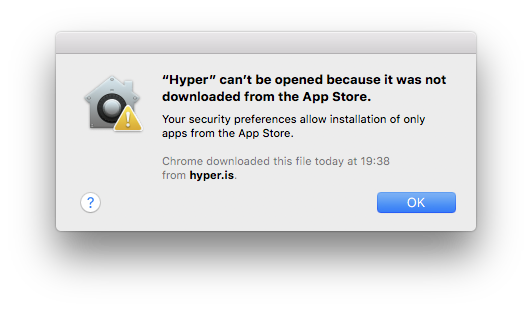 “Hyper” can’t be opened because it was not
downloaded from the App Store.
Your security preferences allow installation of only
apps from the App Store.
Chrome downloaded this file today at 19:38
from hyper.is.
?
OK